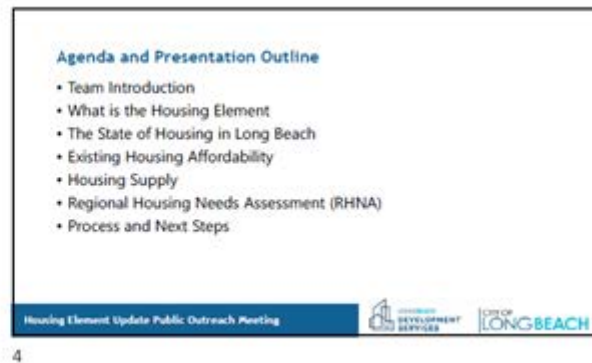 Agenda and Presentation Outline
• Team Introduction
• What is the Housing Element
• The State of Housing in Long Beach
• Existing Housing Affordability
• Housing Supply
• Regional Housing Needs Assessment (RHNA)
• Process and Next Steps
Housing Element Update Public Outreach Meeting
DEVELOPMENT
SERVICES
CITY OF
LONGBEACH
4